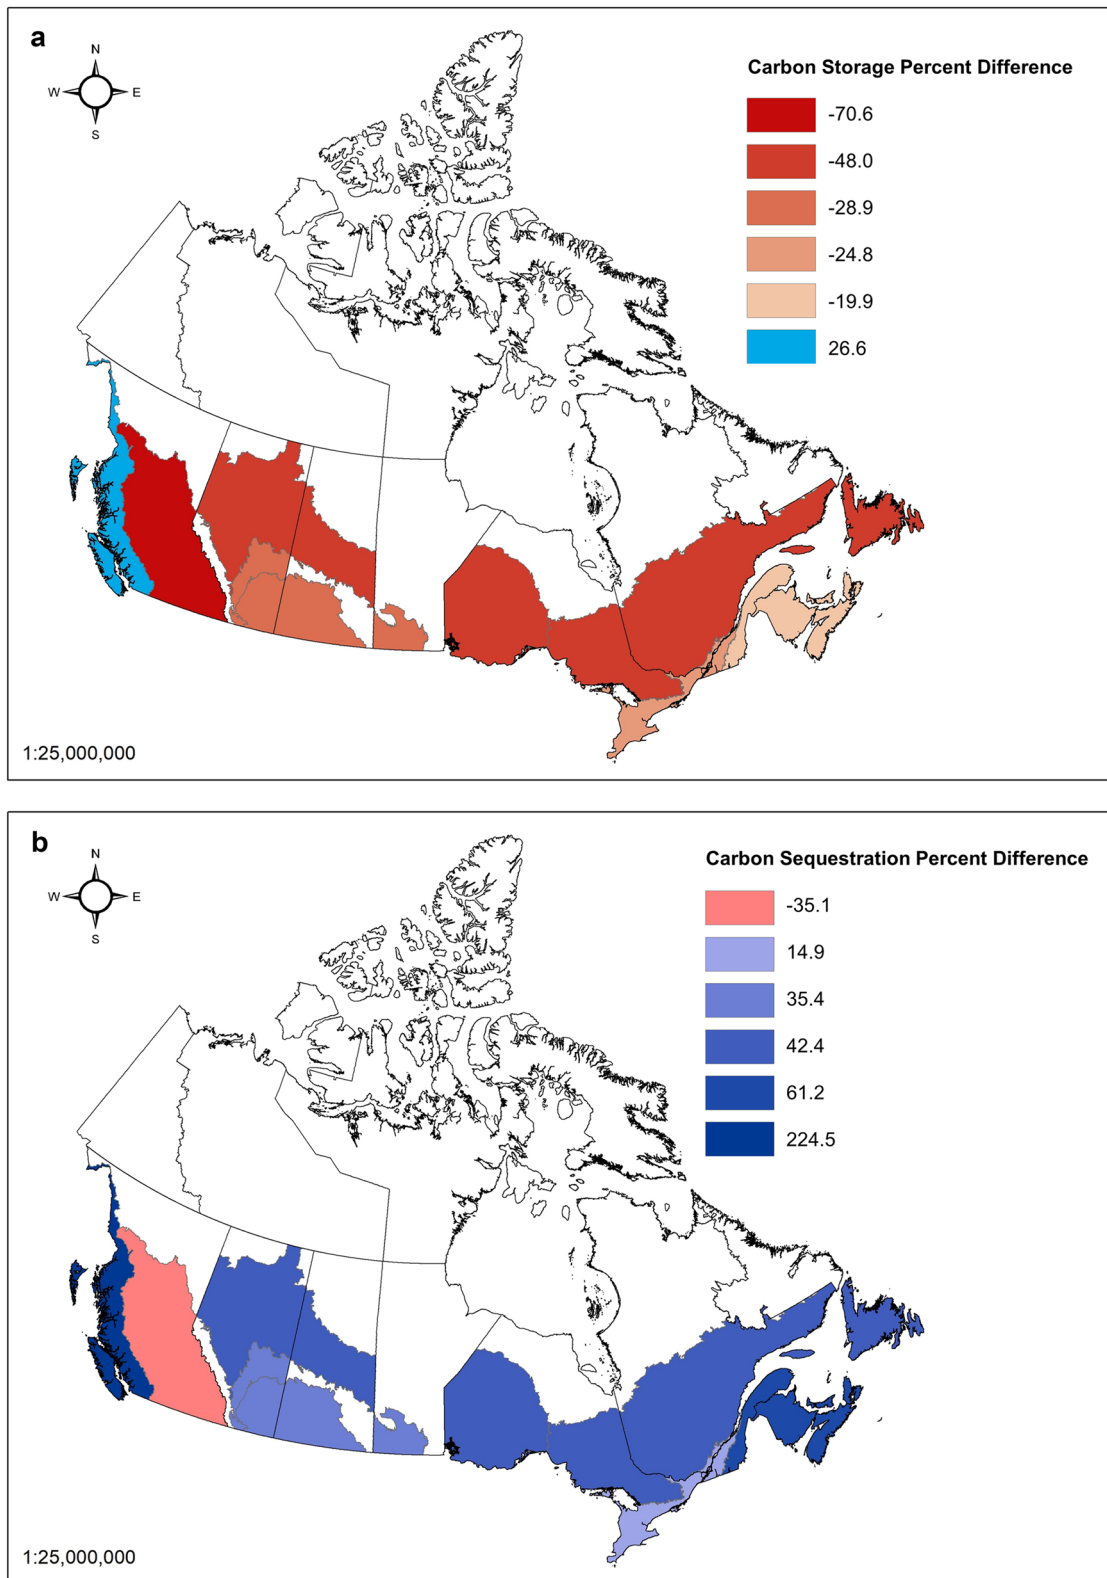 a
N
W E
S
Carbon Storage Percent Difference
-70.6
-48.0
-28.9
-24.8
-19.9
26.6
1:25,000,000
b
N
W E
S
Carbon Sequestration Percent Difference
-35.1
14.9
35.4
42.4
61.2
224.5
1:25,000,000